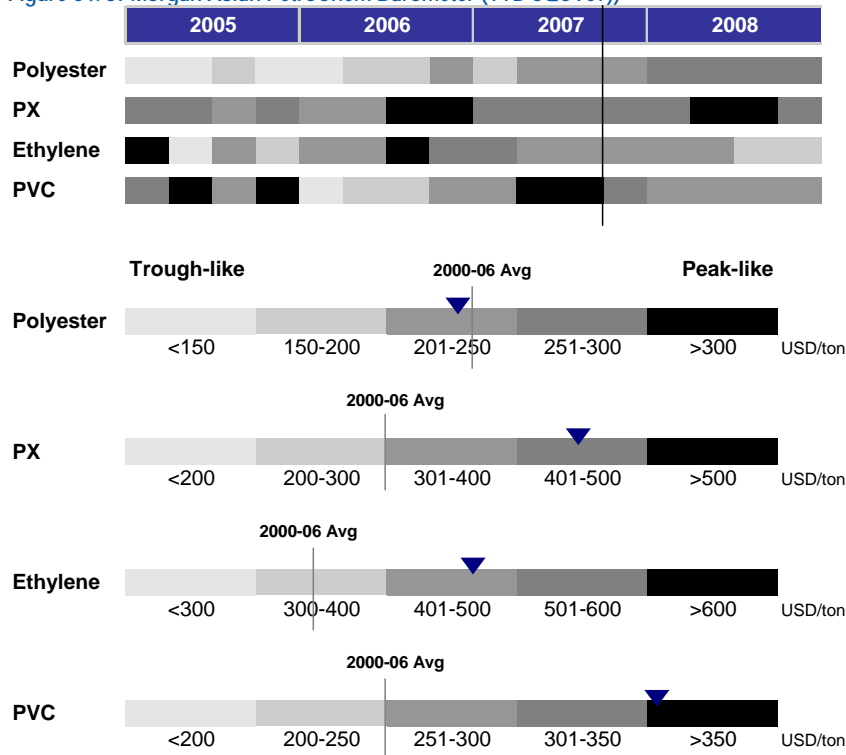 2005 2006 2007 2008
Polyester
PX
Ethylene
PVC
Trough-like 2000-06 Avg Peak-like
Polyester
<150 150-200 201-250 251-300 >300 USD/ton
2000-06 Avg
PX
<200 200-300 301-400 401-500 >500 USD/ton
2000-06 Avg
Ethylene
<300 300-400 401-500 501-600 >600 USD/ton
2000-06 Avg
PVC
<200 200-250 251-300 301-350 >350 USD/ton